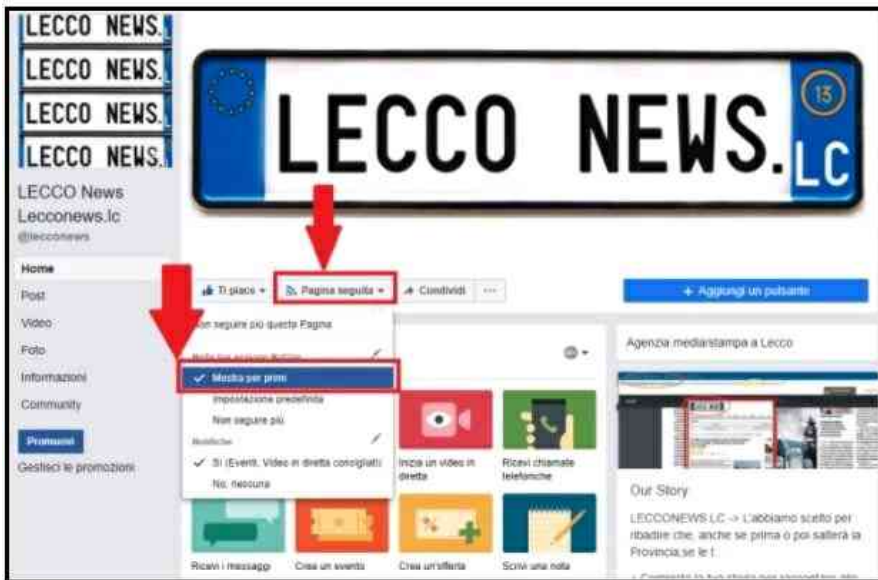 LECCO NEWS.
LECCO NEWS.
LECCO NEWS.
LECCO NEWS.
LECCO NEWS.LC
13
LECCO News
Lecconews.lc
@lecconews
Home
Post
Video
Foto
Informazioni
Community
Promuovi
Gestisci le promozioni
Ti piace
Pagina seguita
Condividi
+ Aggiungi un pulsante
Non seguire più questa Pagina
Mostra per primi
Impostazione predefinita
Non seguire più
Notifiche
Sì (Eventi, Video in diretta consigliati)
No, nessuna
Inizia un video in diretta
Ricevi chiamate telefoniche
Ricevi i messaggi
Crea un evento
Crea un'offerta
Scrivi una nota
Agenzia mediastampa a Lecco
Our Story
LECCONEWS.LC -> L'abbiamo scelto per
ribadire che, anche se prima o poi salterà la
Provincia,se le t